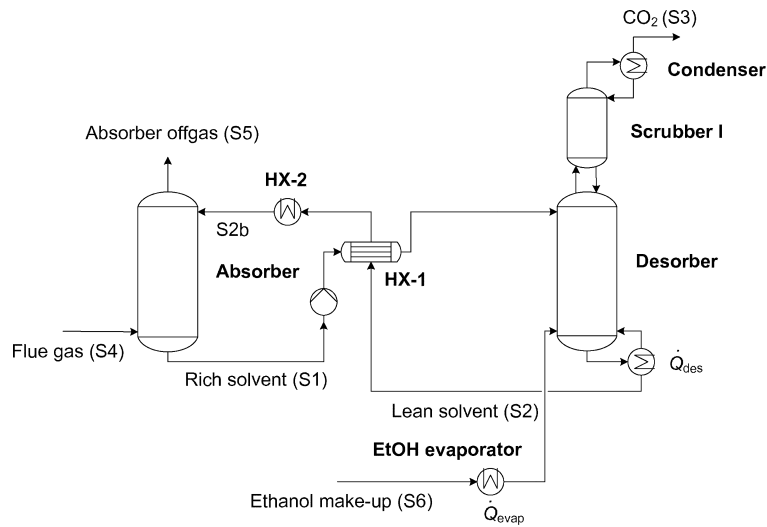 CO₂ (S3)
Condenser
Scrubber I
Absorber offgas (S5)
HX-2
S2b
Absorber
HX-1
Desorber
Flue gas (S4)
Rich solvent (S1)
Q̇des
Lean solvent (S2)
EtOH evaporator
Ethanol make-up (S6)
Q̇evap